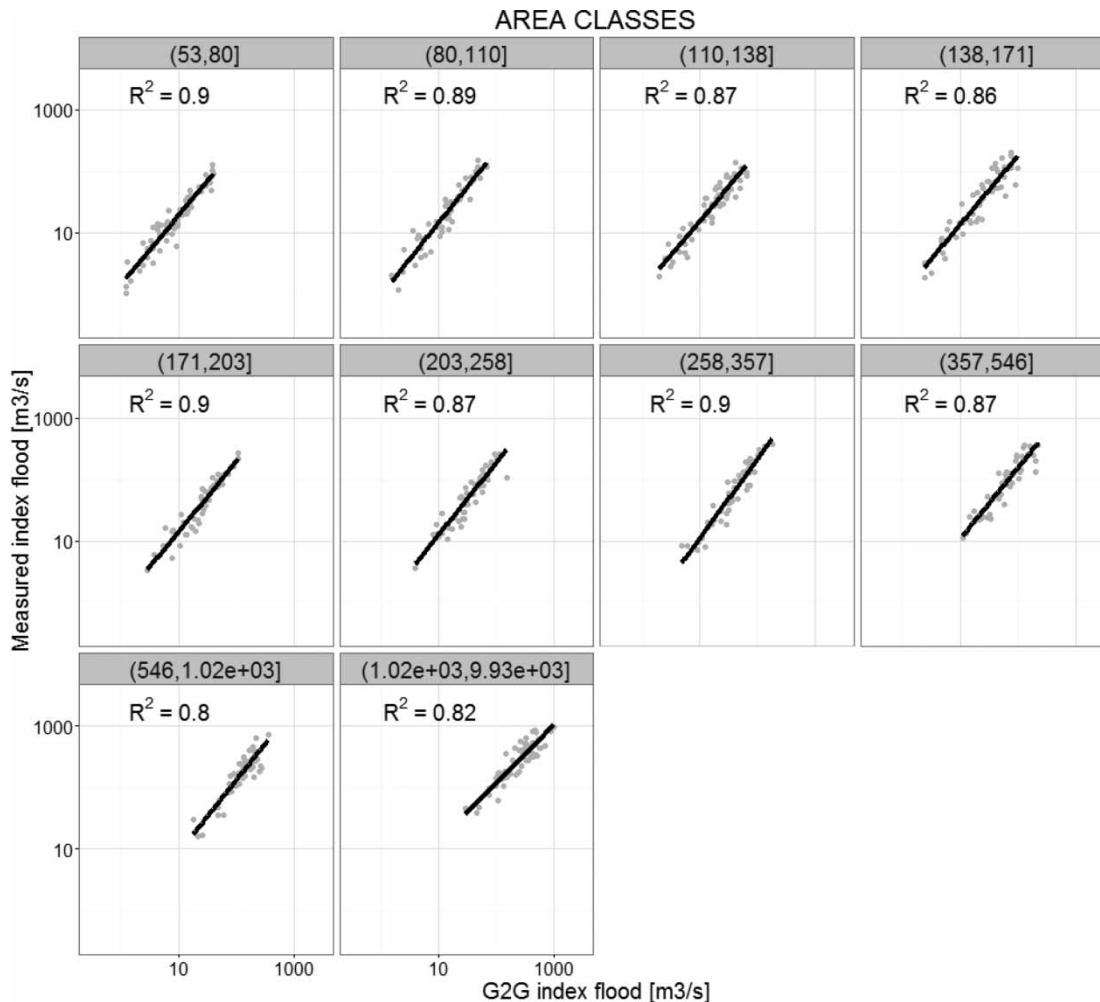 AREA CLASSES
(53,80]
(80,110]
(110,138]
(138,171]
R² = 0.9
R² = 0.89
R² = 0.87
R² = 0.86
1000
10
(171,203]
(203,258]
(258,357]
(357,546]
R² = 0.9
R² = 0.87
R² = 0.9
R² = 0.87
1000
10
Measured index flood [m3/s]
(546,1.02e+03]
(1.02e+03,9.93e+03]
R² = 0.8
R² = 0.82
1000
10
10
1000
10
1000
G2G index flood [m3/s]